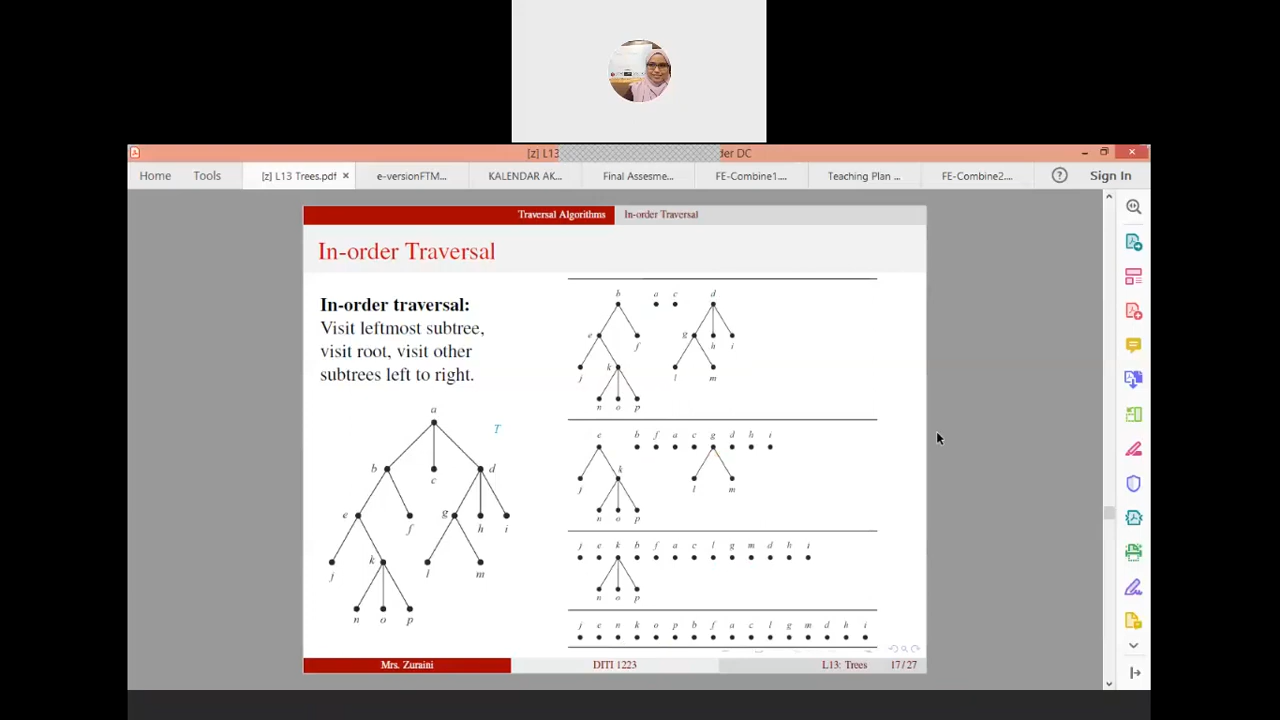 [z] L13
der DC
Home Tools [z] L13 Trees.pdf × e-versionFTM... KALENDAR AK... Final Assesme... FE-Combine1.... Teaching Plan ... FE-Combine2.... Sign In
Traversal Algorithms In-order Traversal
In-order Traversal
In-order traversal:
Visit leftmost subtree,
visit root, visit other
subtrees left to right.
T
a
b c d
e f g h i
j k l m
n o p
b a c d
e f g h i
j k l m
n o p
e b f a c g d h i
j k l m
n o p
j e k b f a c l g m d h i
n o p
j e n k o p b f a c l g m d h i
Mrs. Zuraini DITI 1223 L13: Trees 17/27